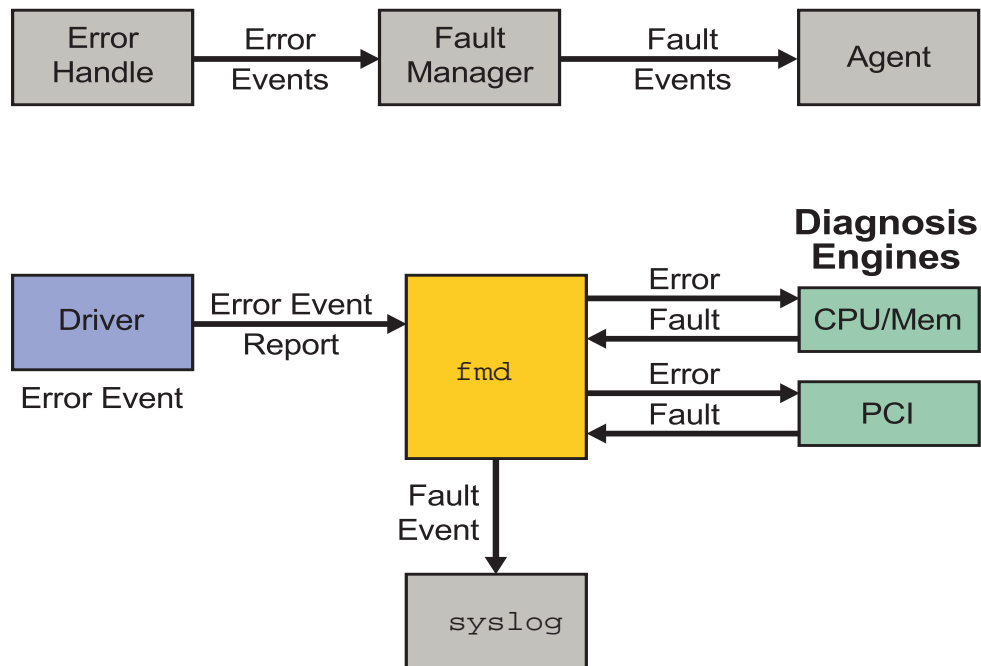 Error
Handle
Error
Events
Fault
Manager
Fault
Events
Agent
Diagnosis
Engines
Driver
Error Event
Report
Error Event
fmd
Error
Fault
CPU/Mem
Error
Fault
PCI
Fault
Event
syslog